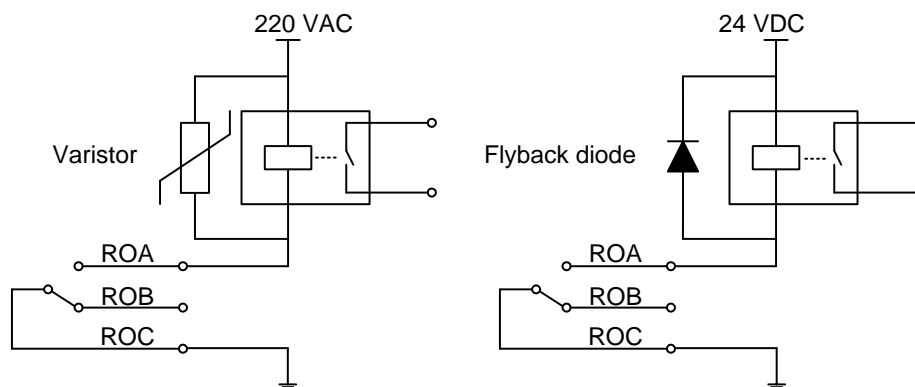 220 VAC
Varistor
ROA
ROB
ROC
24 VDC
Flyback diode
ROA
ROB
ROC